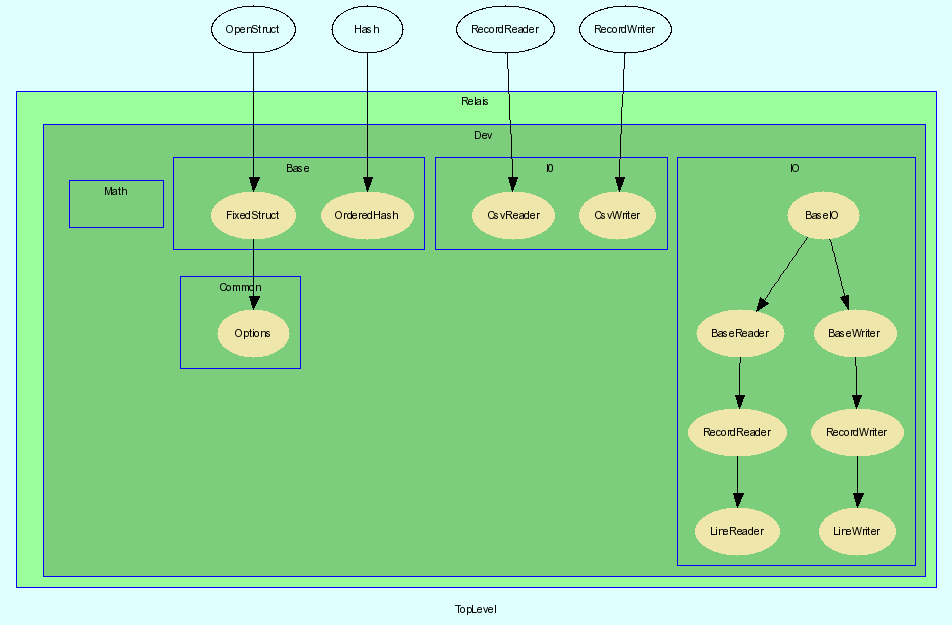 OpenStruct Hash RecordReader RecordWriter
Relais
Dev
Math Base I0 IO
FixedStruct OrderedHash CsvReader CsvWriter BaseIO
Common
Options BaseReader BaseWriter
RecordReader RecordWriter
LineReader LineWriter
TopLevel